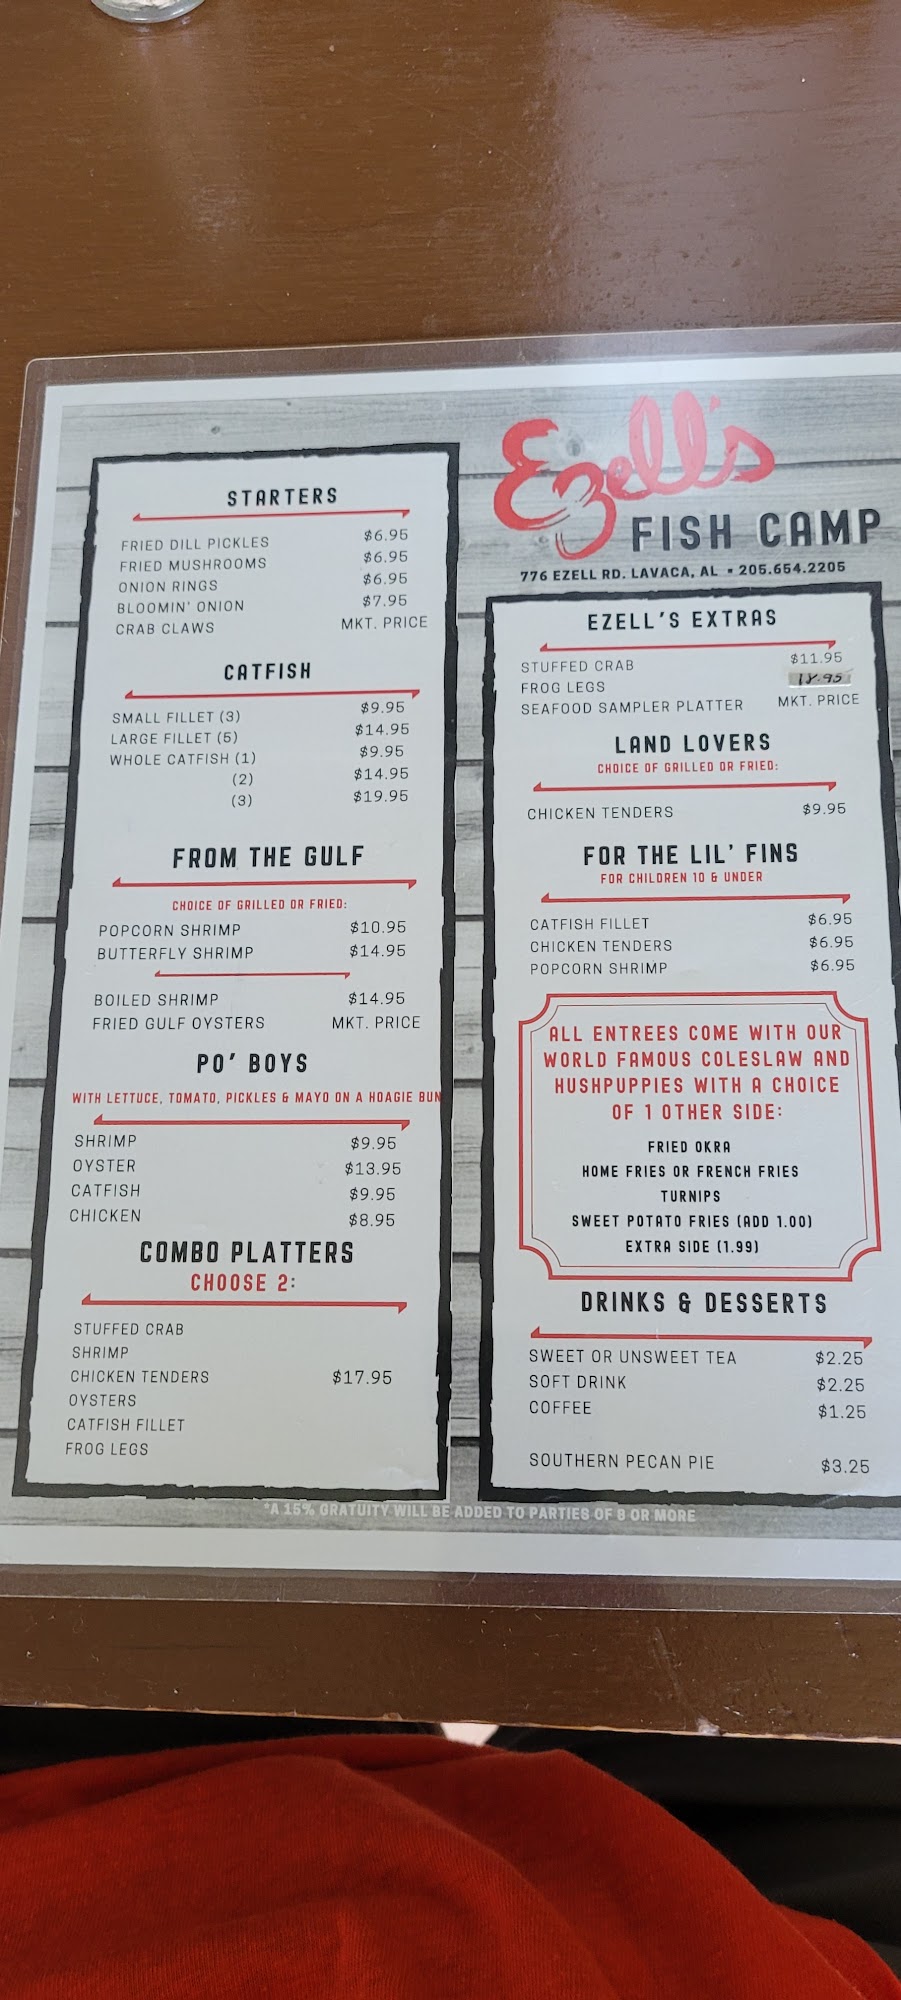 STARTERS
FRIED DILL PICKLES $6.95
FRIED MUSHROOMS $6.95
ONION RINGS $6.95
BLOOMIN' ONION $7.95
CRAB CLAWS MKT. PRICE
CATFISH
SMALL FILLET (3) $9.95
LARGE FILLET (5) $14.95
WHOLE CATFISH (1) $9.95
(2) $14.95
(3) $19.95
FROM THE GULF
CHOICE OF GRILLED OR FRIED:
POPCORN SHRIMP $10.95
BUTTERFLY SHRIMP $14.95
BOILED SHRIMP $14.95
FRIED GULF OYSTERS MKT. PRICE
PO' BOYS
WITH LETTUCE, TOMATO, PICKLES & MAYO ON A HOAGIE BUN
SHRIMP $9.95
OYSTER $13.95
CATFISH $9.95
CHICKEN $8.95
COMBO PLATTERS
CHOOSE 2:
STUFFED CRAB
SHRIMP
CHICKEN TENDERS $17.95
OYSTERS
CATFISH FILLET
FROG LEGS
Ezell's
FISH CAMP
776 EZELL RD. LAVACA, AL • 205.654.2205
EZELL'S EXTRAS
STUFFED CRAB $11.95
FROG LEGS 18.95
SEAFOOD SAMPLER PLATTER MKT. PRICE
LAND LOVERS
CHOICE OF GRILLED OR FRIED:
CHICKEN TENDERS $9.95
FOR THE LIL' FINS
FOR CHILDREN 10 & UNDER
CATFISH FILLET $6.95
CHICKEN TENDERS $6.95
POPCORN SHRIMP $6.95
ALL ENTREES COME WITH OUR
WORLD FAMOUS COLESLAW AND
HUSHPUPPIES WITH A CHOICE
OF 1 OTHER SIDE:
FRIED OKRA
HOME FRIES OR FRENCH FRIES
TURNIPS
SWEET POTATO FRIES (ADD 1.00)
EXTRA SIDE (1.99)
DRINKS & DESSERTS
SWEET OR UNSWEET TEA $2.25
SOFT DRINK $2.25
COFFEE $1.25
SOUTHERN PECAN PIE $3.25
*A 15% GRATUITY WILL BE ADDED TO PARTIES OF 8 OR MORE